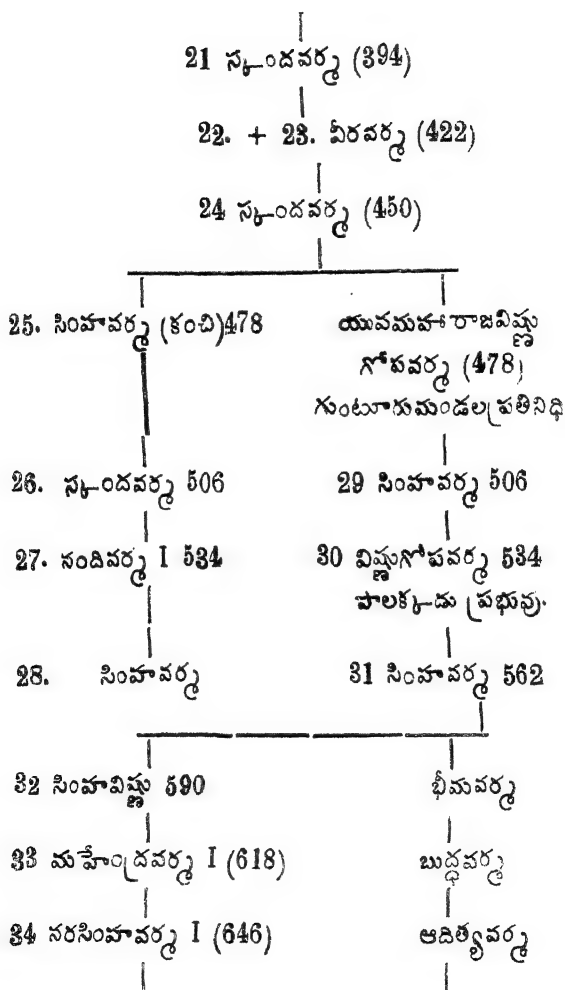 21 స్కందవర్మ (394)
22. + 23. వీరవర్మ (422)
24 స్కందవర్మ (450)
25. సింహవర్మ (కంచి)478 యువమహారాజవిష్ణు
గోపవర్మ (478)
గుంటూరుమండలప్రతినిధి
26. స్కందవర్మ 506 29 సింహవర్మ 506
27. నందివర్మ I 534 30 విష్ణుగోపవర్మ 534
పాలక్కడు ప్రభువు.
28. సింహవర్మ 31 సింహవర్మ 562
32 సింహవిష్ణు 590 భీమవర్మ
33 మహేంద్రవర్మ I (618) బుద్ధవర్మ
34 నరసింహవర్మ I (646) ఆదిత్యవర్మ